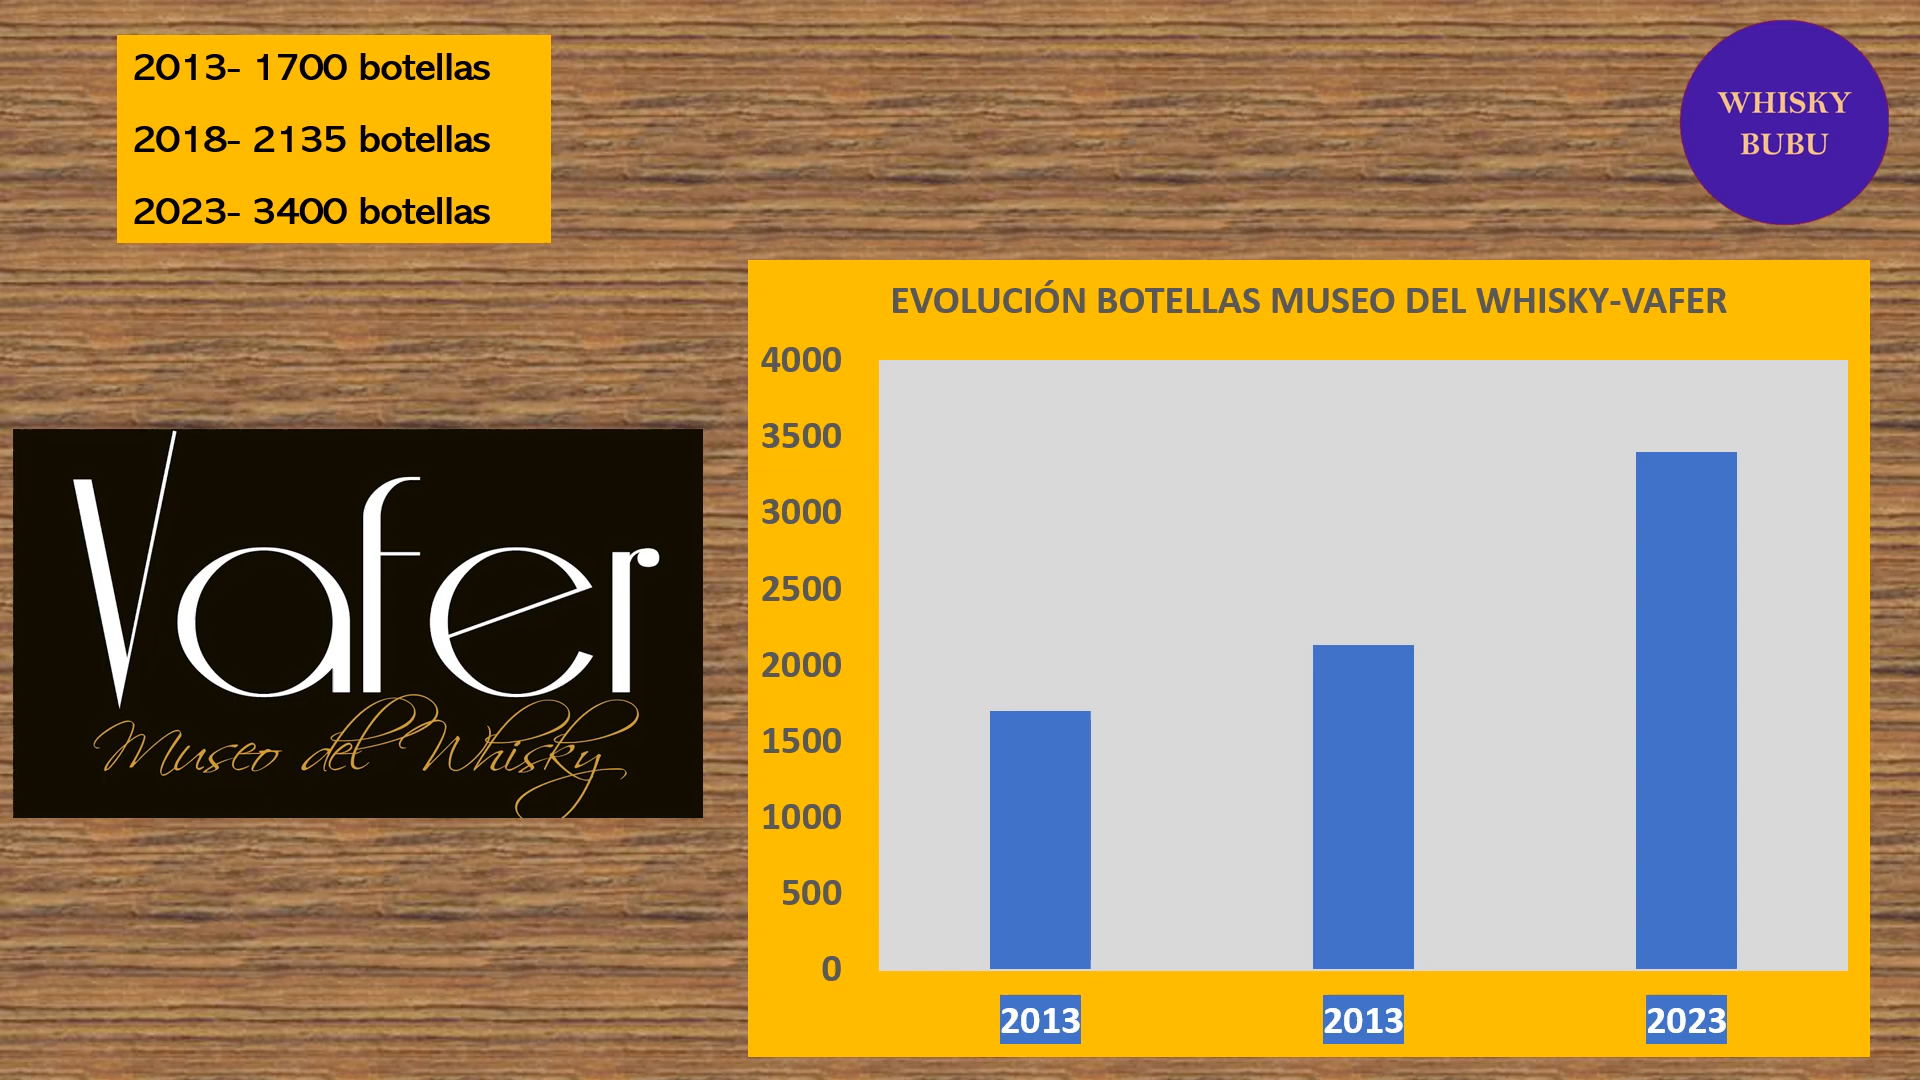 2013- 1700 botellas
2018- 2135 botellas
2023- 3400 botellas
WHISKY
BUBU
Vafer
Museo del Whisky
EVOLUCIÓN BOTELLAS MUSEO DEL WHISKY-VAFER
4000
3500
3000
2500
2000
1500
1000
500
0
2013 2013 2023